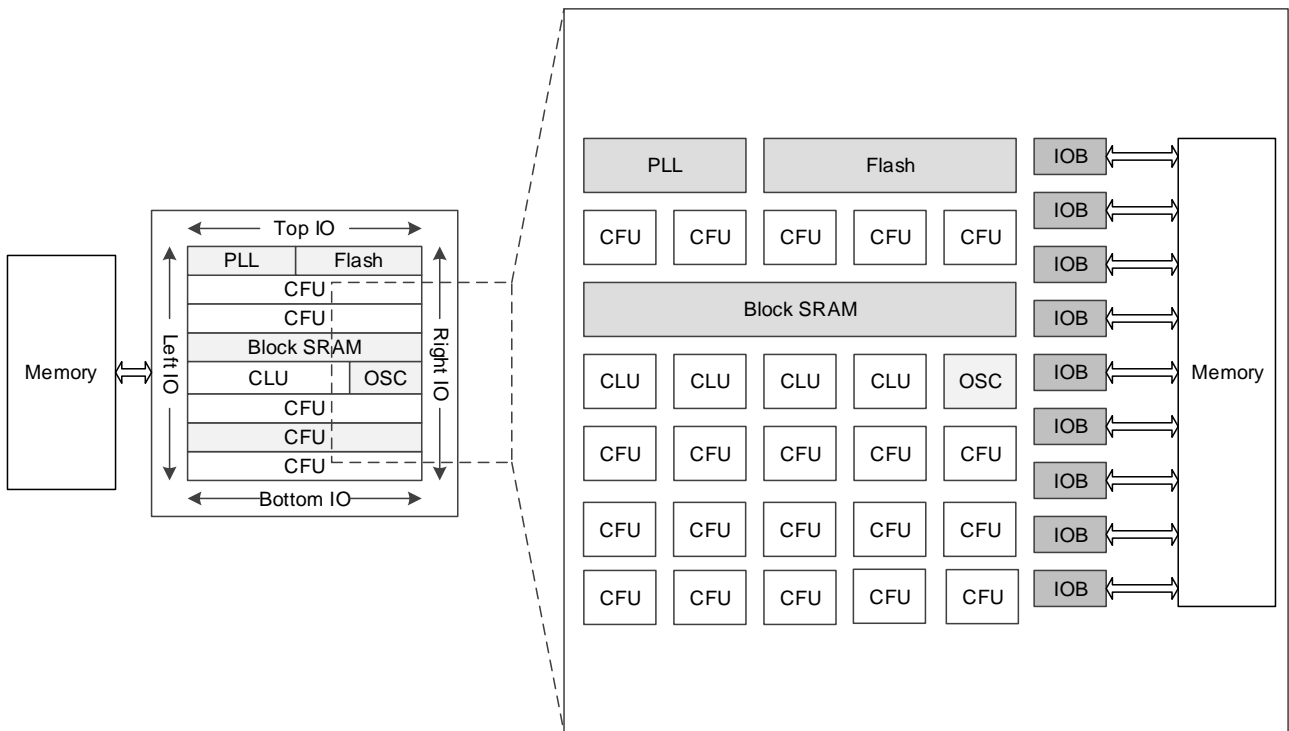 Memory
Top IO
Left IO
Right IO
PLL Flash
CFU
CFU
Block SRAM
CLU OSC
CFU
CFU
CFU
Bottom IO
PLL Flash IOB
CFU CFU CFU CFU CFU IOB
IOB
Block SRAM IOB
CLU CLU CLU CLU OSC IOB Memory
CFU CFU CFU CFU CFU IOB
IOB
CFU CFU CFU CFU CFU IOB
CFU CFU CFU CFU CFU IOB